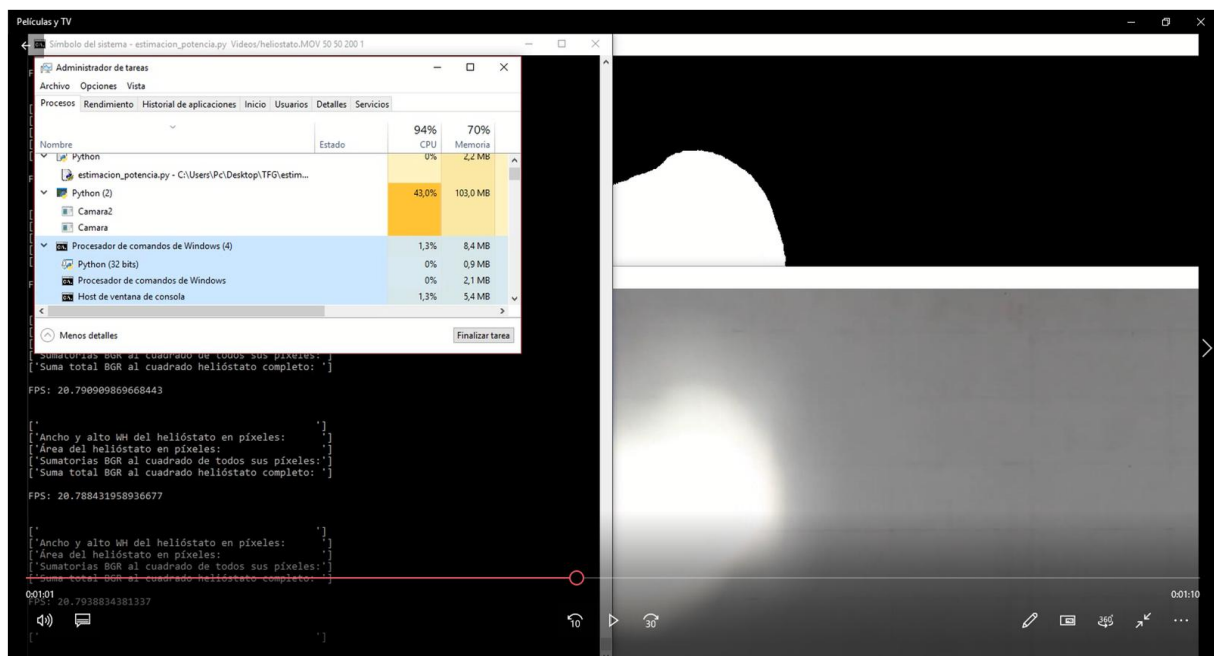 Películas y TV
Símbolo del sistema - estimacion_potencia.py Videos/heliostato.MOV 50 50 200 1
Administrador de tareas
Archivo Opciones Vista
Procesos Rendimiento Historial de aplicaciones Inicio Usuarios Detalles Servicios
94% 70%
Nombre Estado CPU Memoria
Python 0% 2,2 MB
estimacion_potencia.py - C:\Users\Pc\Desktop\TFG\estim...
Python (2) 43,0% 103,0 MB
Camara2
Camara
Procesador de comandos de Windows (4) 1,3% 8,4 MB
Python (32 bits) 0% 0,9 MB
Procesador de comandos de Windows 0% 2,1 MB
Host de ventana de consola 1,3% 5,4 MB
Menos detalles Finalizar tarea
['Sumatorias BGR al cuadrado de todos sus píxeles:']
['Suma total BGR al cuadrado helióstato completo: ']
FPS: 20.790909869668443
[' ']
['Ancho y alto WH del helióstato en píxeles: ']
['Área del helióstato en píxeles: ']
['Sumatorias BGR al cuadrado de todos sus píxeles:']
['Suma total BGR al cuadrado helióstato completo: ']
FPS: 20.788431958936677
[' ']
['Ancho y alto WH del helióstato en píxeles: ']
['Área del helióstato en píxeles: ']
['Sumatorias BGR al cuadrado de todos sus píxeles:']
['Suma total BGR al cuadrado helióstato completo: ']
0:01:01 0:01:10
FPS: 20.7938834381337
10 30 360
[' ']